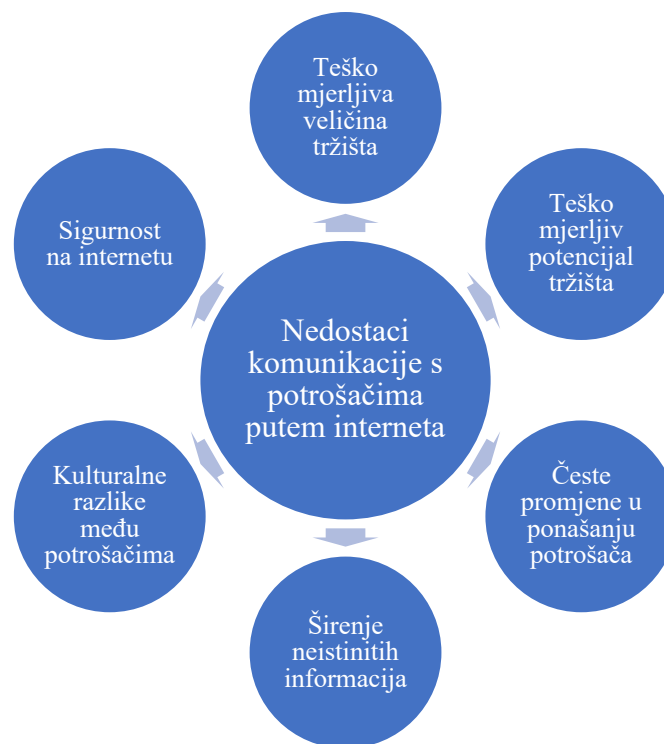 Teško
mjerljiva
veličina
tržišta
Teško
mjerljiv
potencijal
tržišta
Česte
promjene u
ponašanju
potrošača
Širenje
neistinitih
informacija
Kulturalne
razlike
među
potrošačima
Sigurnost
na internetu
Nedostaci
komunikacije s
potrošačima
putem interneta